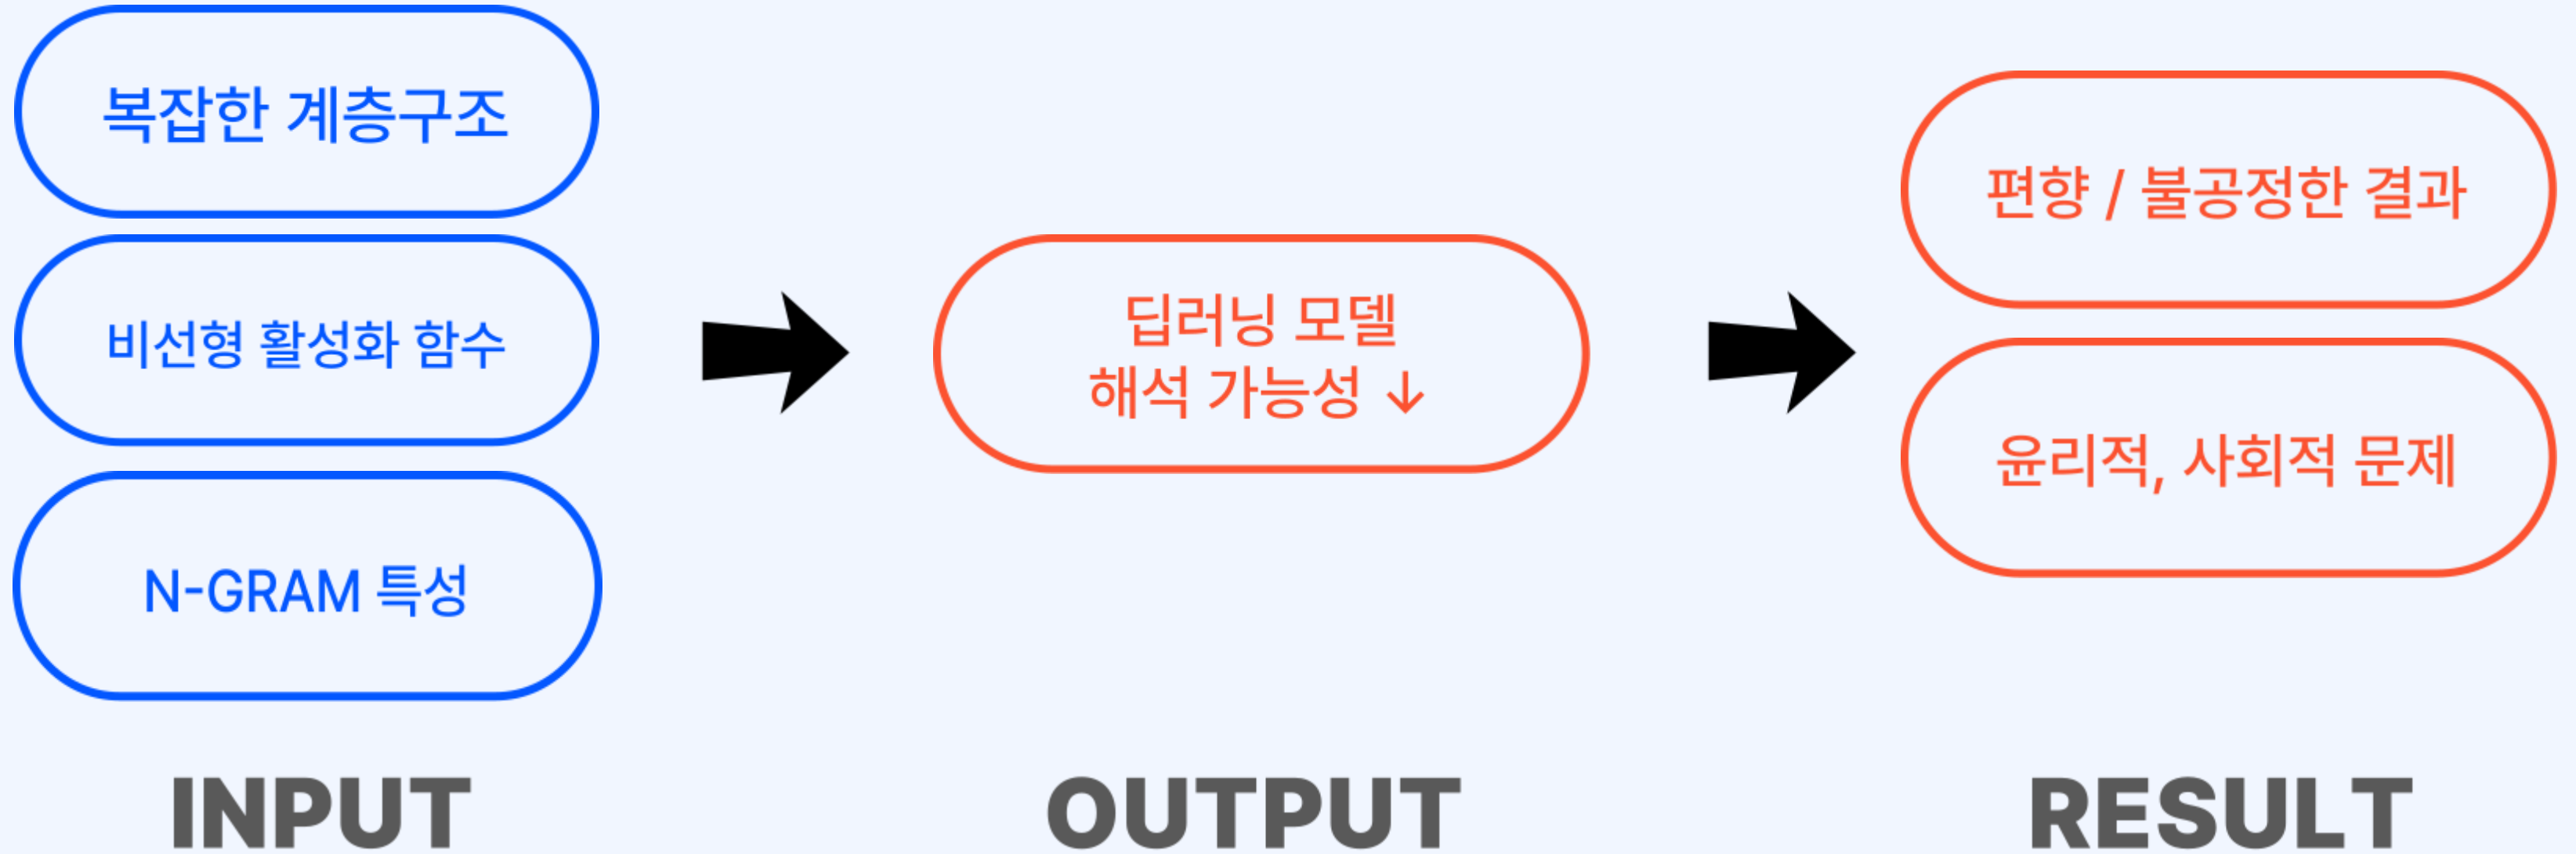 복잡한 계층구조
비선형 활성화 함수
N-GRAM 특성
INPUT
딥러닝 모델
해석 가능성 ↓
OUTPUT
편향 / 불공정한 결과
윤리적, 사회적 문제
RESULT